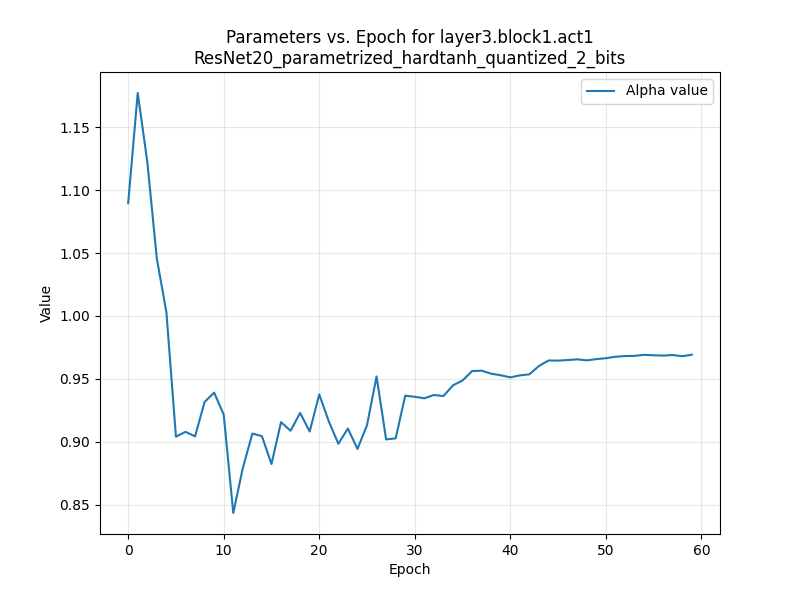 Parameters vs. Epoch for layer3.block1.act1
ResNet20_parametrized_hardtanh_quantized_2_bits
Alpha value
1.15
1.10
1.05
1.00
0.95
0.90
0.85
Value
0 10 20 30 40 50 60
Epoch